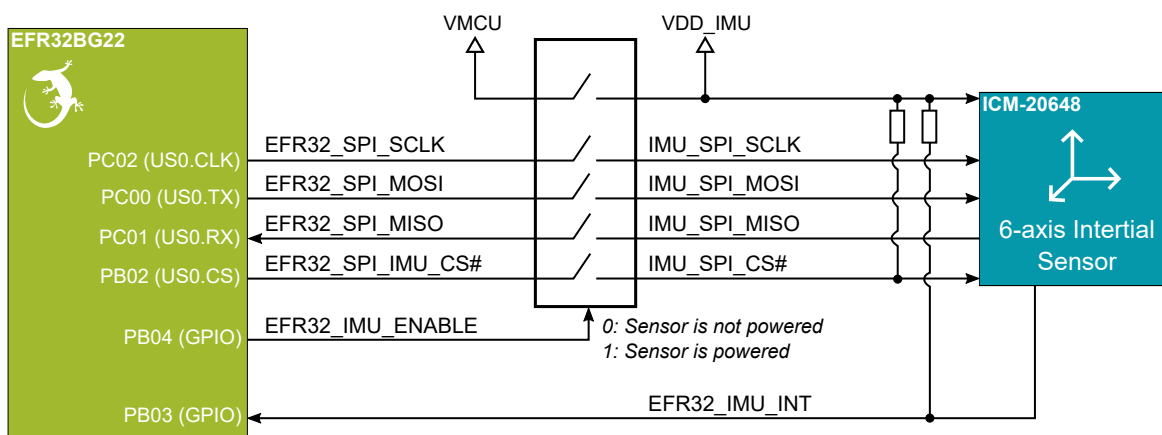 VMCU
VDD_IMU
EFR32BG22
ICM-20648
PC02 (US0.CLK)
EFR32_SPI_SCLK
IMU_SPI_SCLK
PC00 (US0.TX)
EFR32_SPI_MOSI
IMU_SPI_MOSI
PC01 (US0.RX)
EFR32_SPI_MISO
IMU_SPI_MISO
6-axis Intertial
Sensor
PB02 (US0.CS)
EFR32_SPI_IMU_CS#
IMU_SPI_CS#
PB04 (GPIO)
EFR32_IMU_ENABLE
0: Sensor is not powered
1: Sensor is powered
PB03 (GPIO)
EFR32_IMU_INT